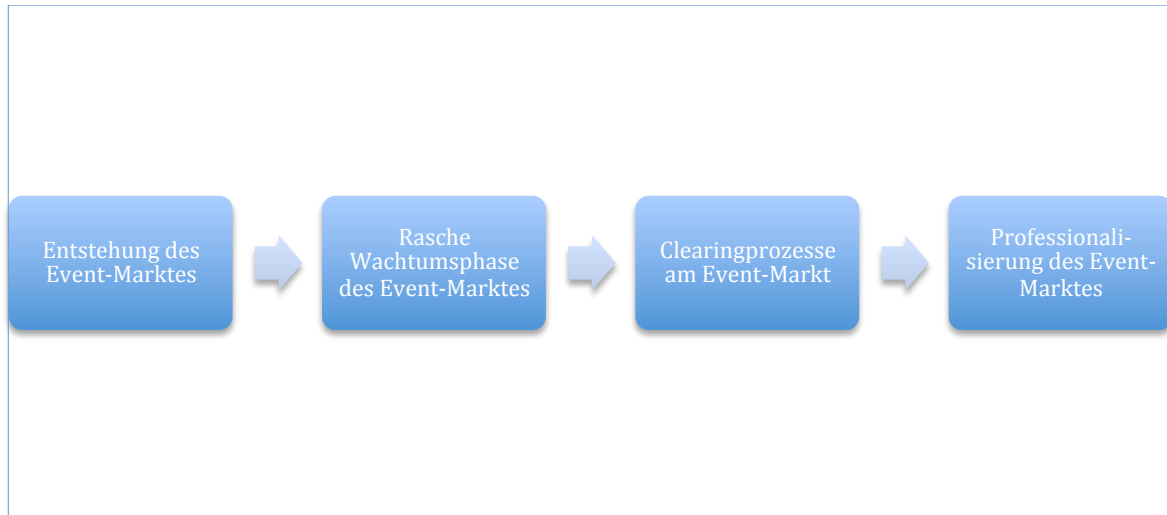 Entstehung des
Event-Marktes
Rasche
Wachtumsphase
des Event-Marktes
Clearingprozesse
am Event-Markt
Professionali-
sierung des Event-
Marktes